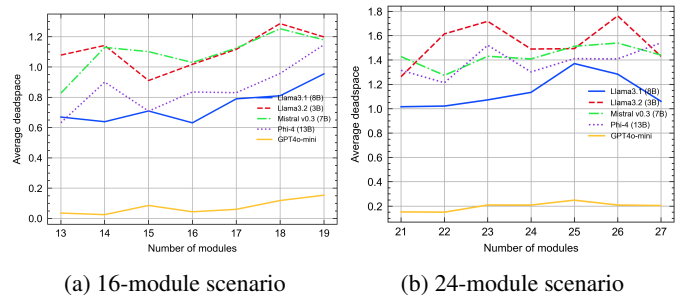 Average deadspace
1.2
1.0
0.8
0.6
0.4
0.2
0.0
13 14 15 16 17 18 19
Number of modules
Llama3.1 (8B)
Llama3.2 (3B)
Mistral v0.3 (7B)
Phi-4 (13B)
GPT4o-mini
(a) 16-module scenario
Average deadspace
1.8
1.6
1.4
1.2
1.0
0.8
0.6
0.4
0.2
21 22 23 24 25 26 27
Number of modules
Llama3.1 (8B)
Llama3.2 (3B)
Mistral v0.3 (7B)
Phi-4 (13B)
GPT4o-mini
(b) 24-module scenario